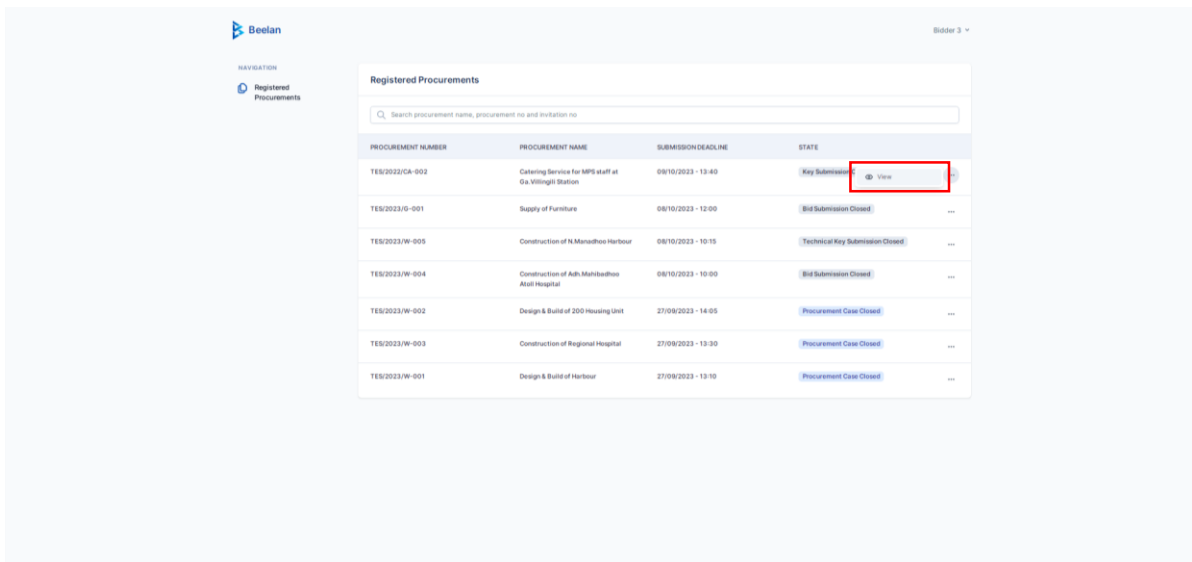 Beelan
Bidder 3
NAVIGATION
Registered
Procurements
Registered Procurements
Search procurement name, procurement no and invitation no
PROCUREMENT NUMBER PROCUREMENT NAME SUBMISSION DEADLINE STATE
TES/2022/CA-002 Catering Service for MPS staff at 09/10/2023 - 13:40 Key Submission View
Ga.Villingili Station
TES/2023/G-001 Supply of Furniture 08/10/2023 - 12:00 Bid Submission Closed
TES/2023/W-005 Construction of N.Manadhoo Harbour 08/10/2023 - 10:15 Technical Key Submission Closed
TES/2023/W-004 Construction of Adh.Mahibadhoo 08/10/2023 - 10:00 Bid Submission Closed
Atoll Hospital
TES/2023/W-002 Design & Build of 200 Housing Unit 27/09/2023 - 14:05 Procurement Case Closed
TES/2023/W-003 Construction of Regional Hospital 27/09/2023 - 13:30 Procurement Case Closed
TES/2023/W-001 Design & Build of Harbour 27/09/2023 - 13:10 Procurement Case Closed